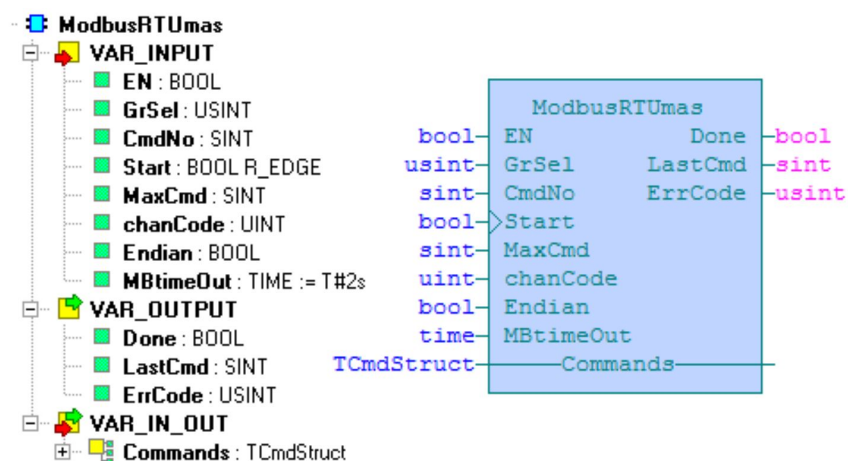 ModbusRTUmas
VAR_INPUT
EN : BOOL
GrSel : USINT
CmdNo : SINT
Start : BOOL R_EDGE
MaxCmd : SINT
chanCode : UINT
Endian : BOOL
MBtimeOut : TIME := T#2s
VAR_OUTPUT
Done : BOOL
LastCmd : SINT
ErrCode : USINT
VAR_IN_OUT
Commands : TCmdStruct
ModbusRTUmas
bool EN Done bool
usint GrSel LastCmd sint
sint CmdNo ErrCode usint
bool Start
sint MaxCmd
uint chanCode
bool Endian
time MBtimeOut
TCmdStruct Commands